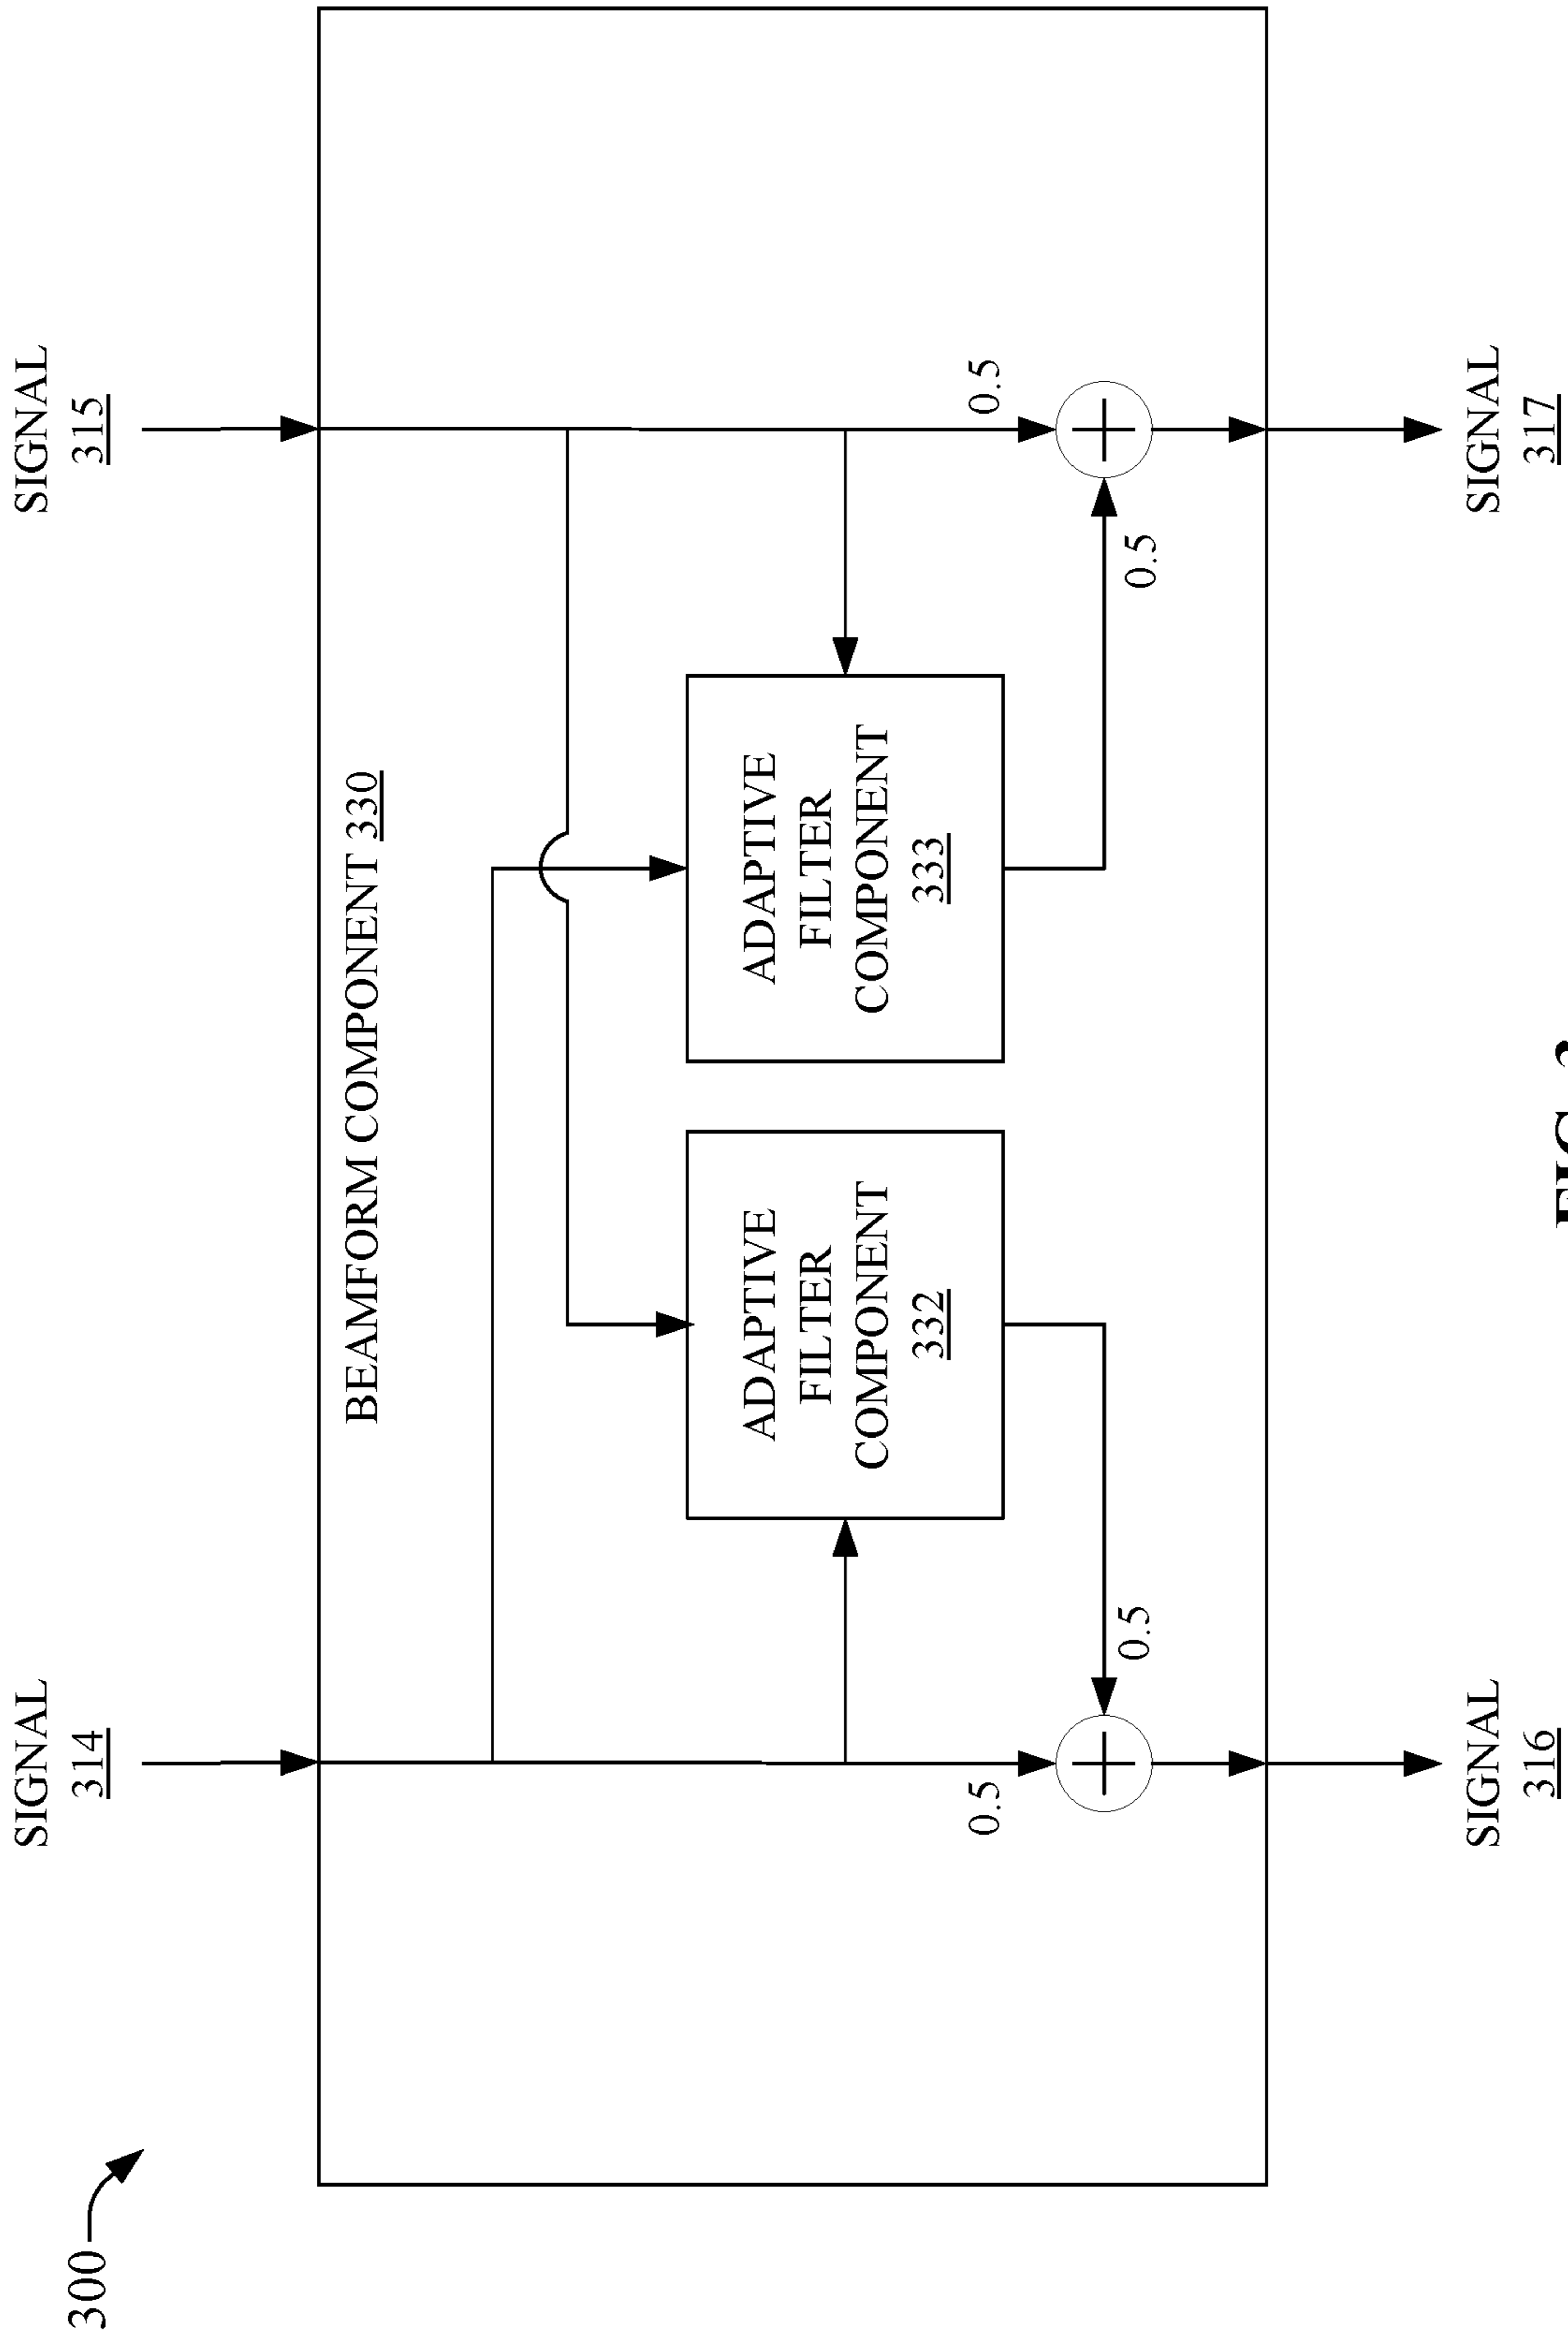 300
SIGNAL
314
SIGNAL
315
BEAMFORM COMPONENT 330
ADAPTIVE
FILTER
COMPONENT
332
ADAPTIVE
FILTER
COMPONENT
333
0.5
0.5
0.5
0.5
SIGNAL
316
SIGNAL
317